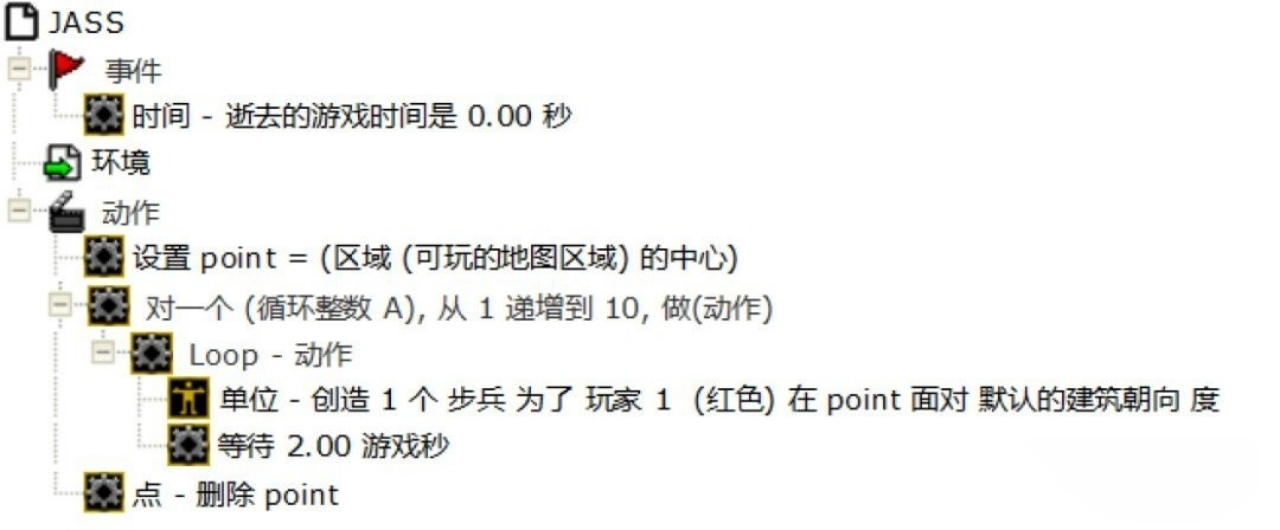 JASS
事件
时间 - 逝去的游戏时间是 0.00 秒
环境
动作
设置 point = (区域 (可玩的地图区域) 的中心)
对一个 (循环整数 A), 从 1 递增到 10, 做(动作)
Loop - 动作
单位 - 创造 1 个 步兵 为了 玩家 1 (红色) 在 point 面对 默认的建筑朝向 度
等待 2.00 游戏秒
点 - 删除 point